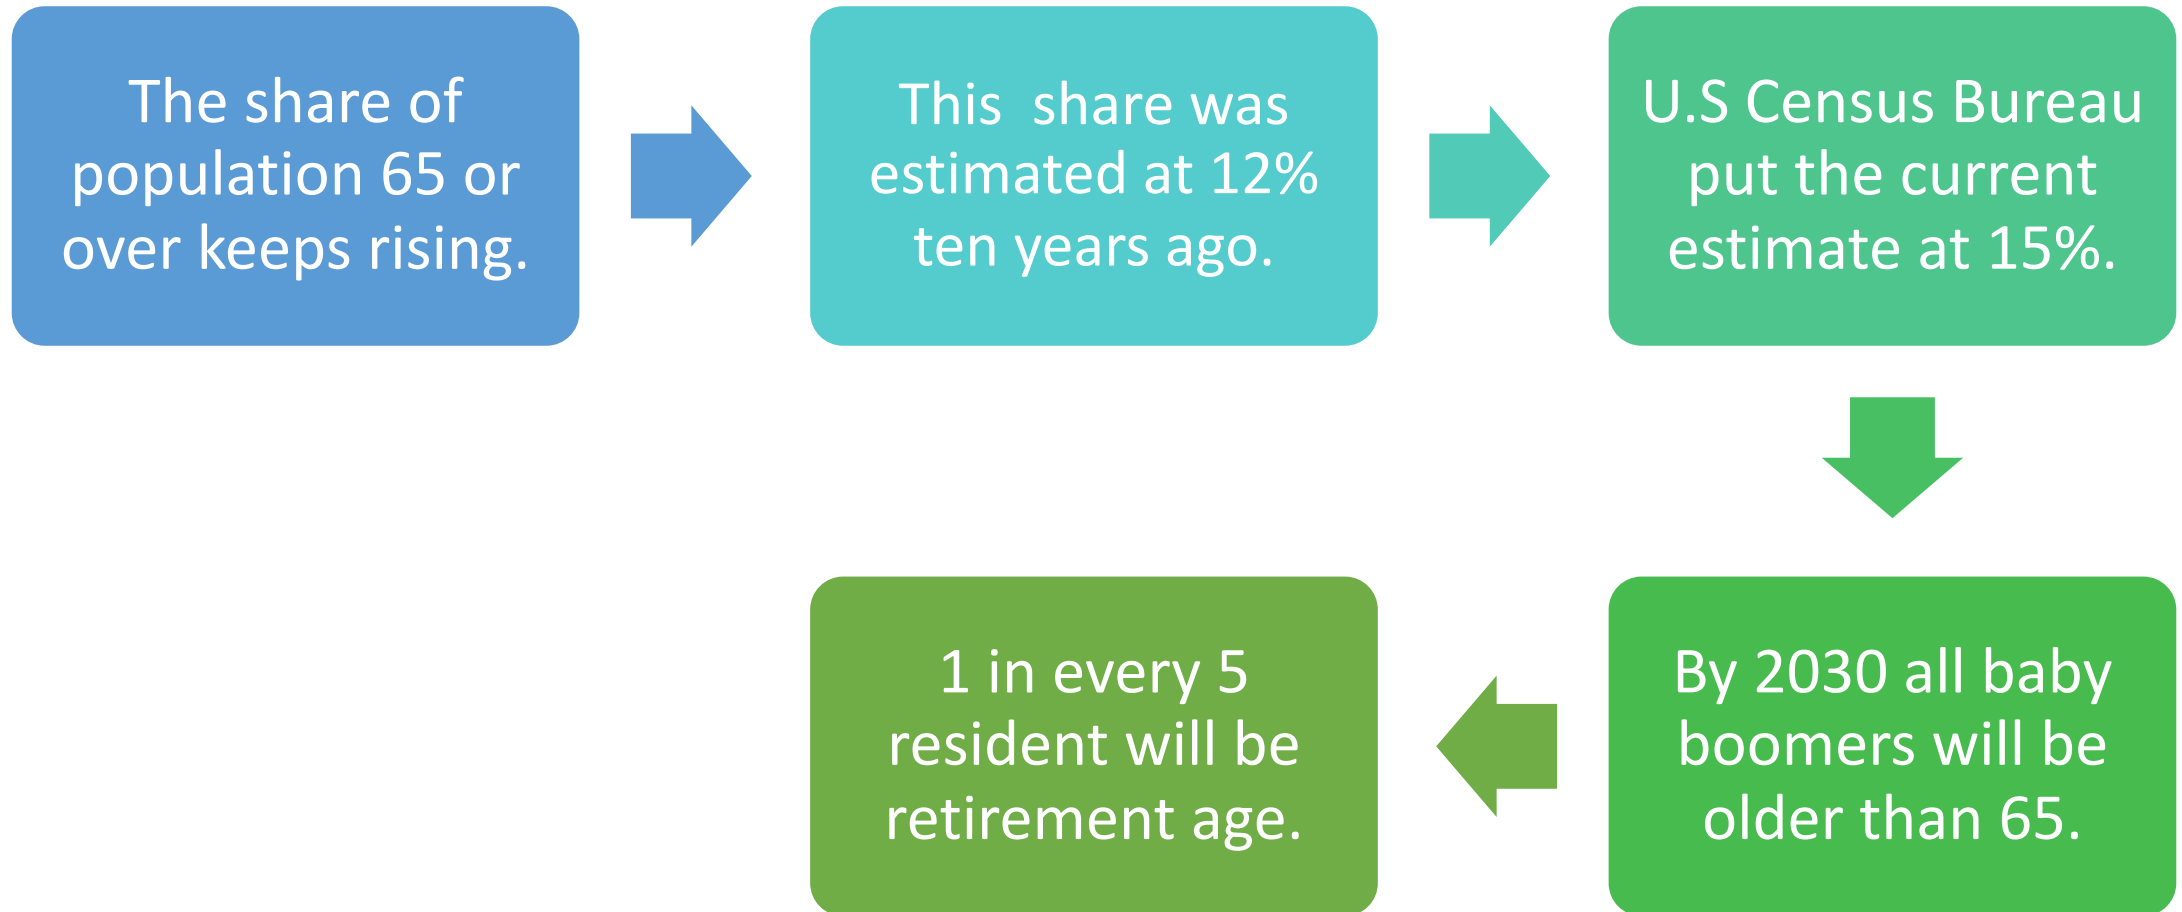 The share of
population 65 or
over keeps rising.
This  share was
estimated at 12%
ten years ago.
U.S Census Bureau
put the current
estimate at 15%.
By 2030 all baby
boomers will be
older than 65.
1 in every 5
resident will be
retirement age.